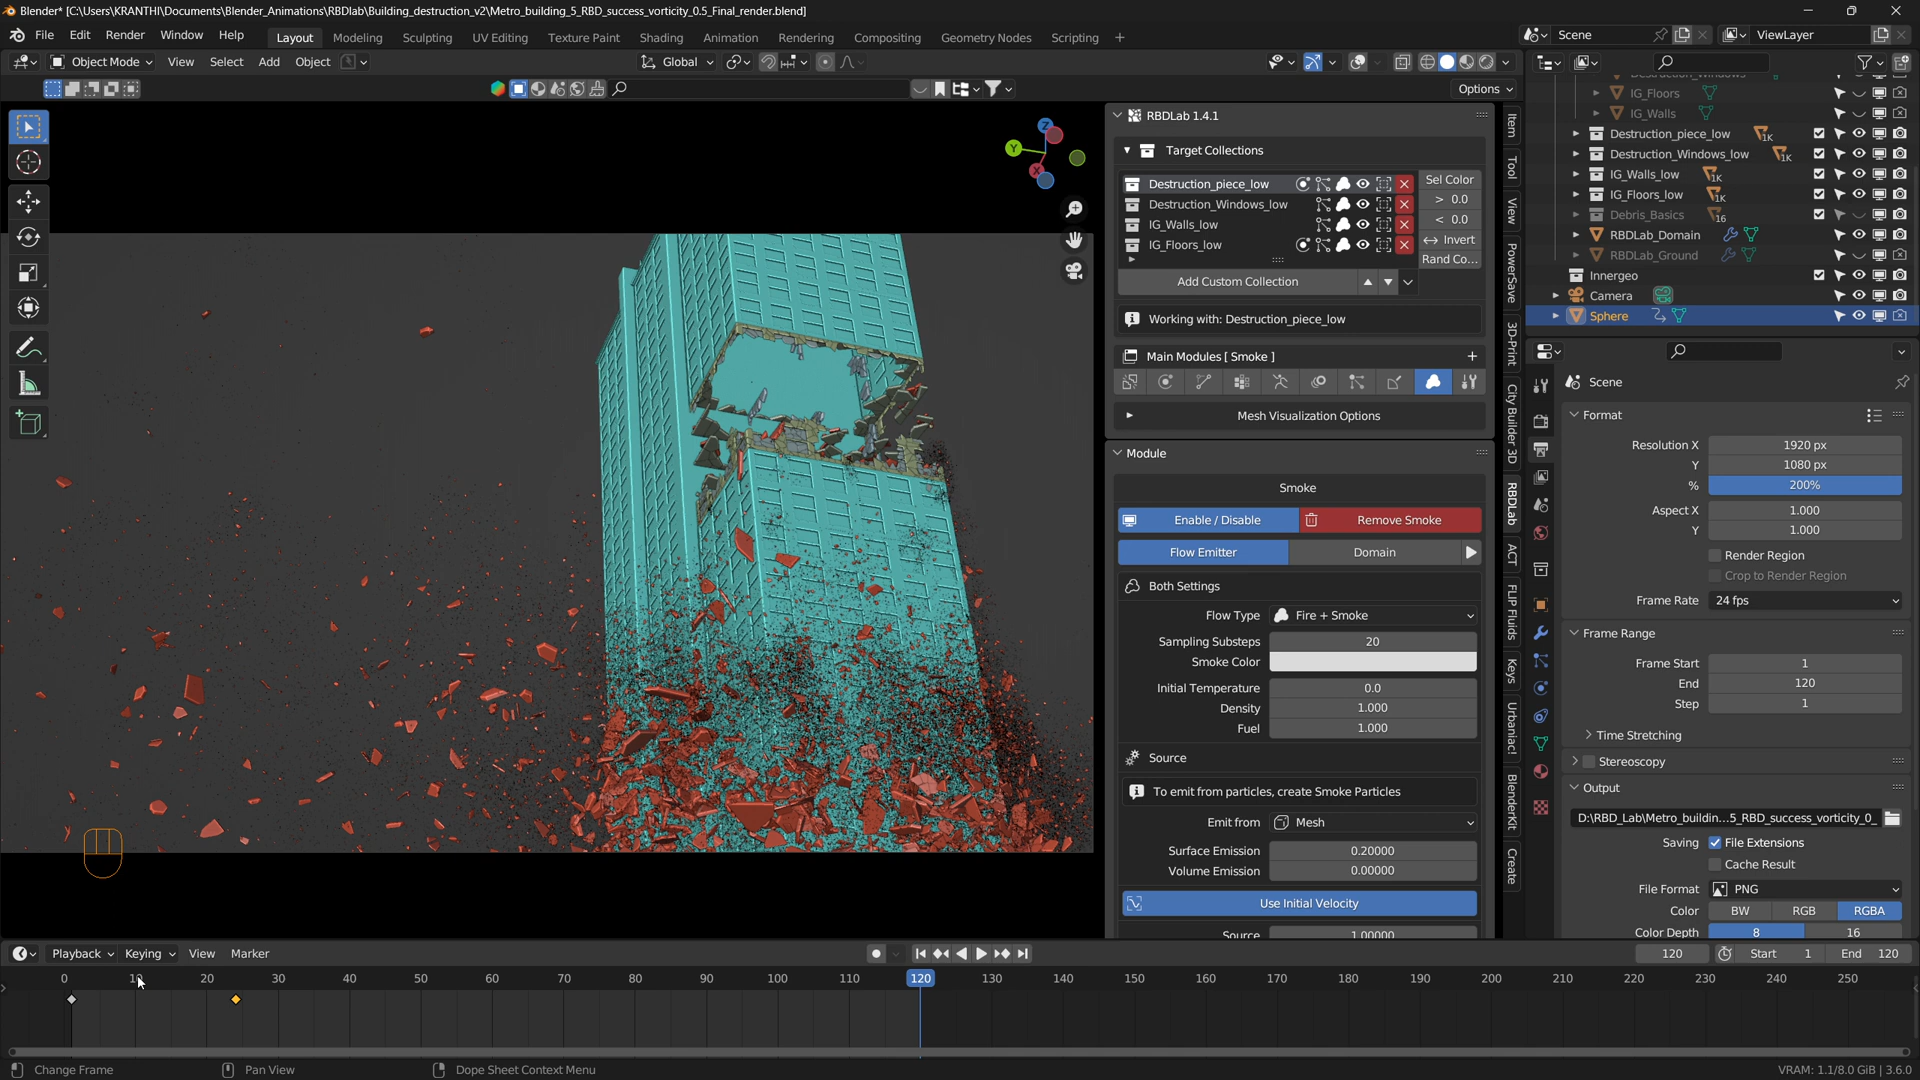 Blender* [C:\Users\KRANTHI\Documents\Blender_Animations\RBDlab\Building_destruction_v2\Metro_building_5_RBD_success_vorticity_0.5_Final_render.blend]
File Edit Render Window Help Layout Modeling Sculpting UV Editing Texture Paint Shading Animation Rendering Compositing Geometry Nodes Scripting + Scene ViewLayer
Object Mode View Select Add Object Global
Options
RBDLab 1.4.1
Target Collections
Destruction_piece_low
Destruction_Windows_low
IG_Walls_low
IG_Floors_low
Sel Color
> 0.0
< 0.0
Invert
Rand Co...
Add Custom Collection
Working with: Destruction_piece_low
Main Modules [ Smoke ]
Mesh Visualization Options
Module
Smoke
Enable / Disable Remove Smoke
Flow Emitter Domain
Both Settings
Flow Type Fire + Smoke
Sampling Substeps 20
Smoke Color
Initial Temperature 0.0
Density 1.000
Fuel 1.000
Source
To emit from particles, create Smoke Particles
Emit from Mesh
Surface Emission 0.20000
Volume Emission 0.00000
Use Initial Velocity
Source 1.00000
Item
Tool
View
PowerSave
3D-Print
City Builder 3D
RBDLab
ACT
FLIP Fluids
Keys
Urbaniac!
BlenderKit
Create
Z
Y
X
Destruction_Windows
IG_Floors
IG_Walls
Destruction_piece_low 1K
Destruction_Windows_low 1K
IG_Walls_low 1K
IG_Floors_low 1K
Debris_Basics 16
RBDLab_Domain
RBDLab_Ground
Innergeo
Camera
Sphere
Scene
Format
Resolution X 1920 px
Y 1080 px
% 200%
Aspect X 1.000
Y 1.000
Render Region
Crop to Render Region
Frame Rate 24 fps
Frame Range
Frame Start 1
End 120
Step 1
Time Stretching
Stereoscopy
Output
D:\RBD_Lab\Metro_buildin...5_RBD_success_vorticity_0_
Saving File Extensions
Cache Result
File Format PNG
Color BW RGB RGBA
Color Depth 8 16
Playback Keying View Marker 120 Start 1 End 120
0 10 20 30 40 50 60 70 80 90 100 110 120 130 140 150 160 170 180 190 200 210 220 230 240 250
Change Frame Pan View Dope Sheet Context Menu VRAM: 1.1/8.0 GiB | 3.6.0